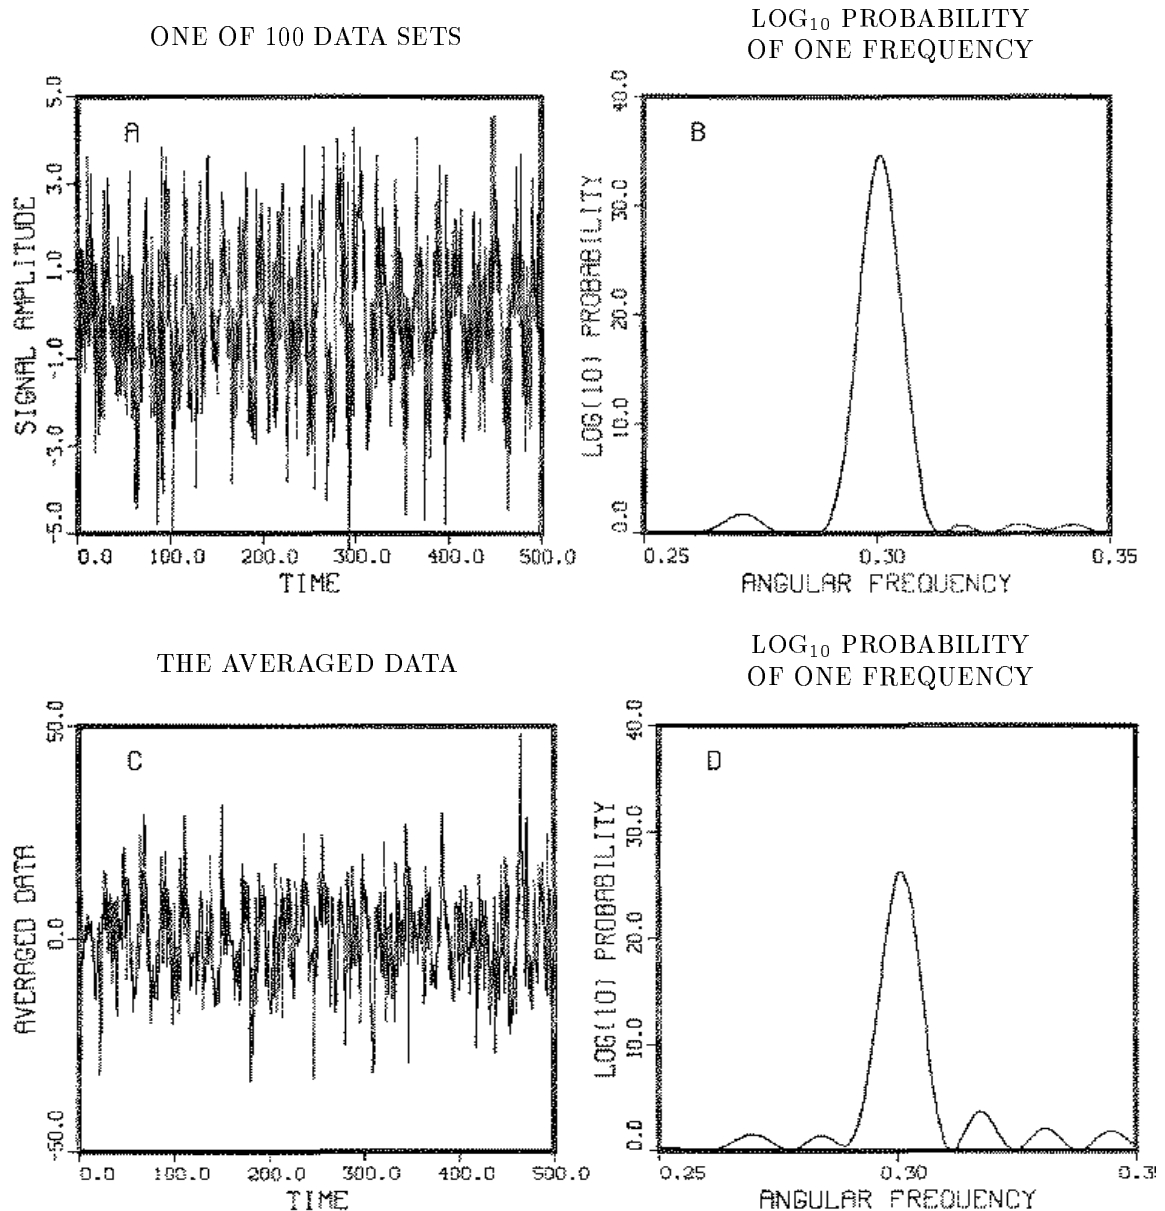 ONE OF 100 DATA SETS
LOG₁₀ PROBABILITY
OF ONE FREQUENCY
A
SIGNAL AMPLITUDE
5.0
3.0
1.0
-1.0
-3.0
-5.0
0.0 100.0 200.0 300.0 400.0 500.0
TIME
B
LOG(10) PROBABILITY
40.0
30.0
20.0
10.0
0.0
0.25 0.30 0.35
ANGULAR FREQUENCY
THE AVERAGED DATA
LOG₁₀ PROBABILITY
OF ONE FREQUENCY
C
AVERAGED DATA
50.0
0.0
-50.0
0.0 100.0 200.0 300.0 400.0 500.0
TIME
D
LOG(10) PROBABILITY
40.0
30.0
20.0
10.0
0.0
0.25 0.30 0.35
ANGULAR FREQUENCY